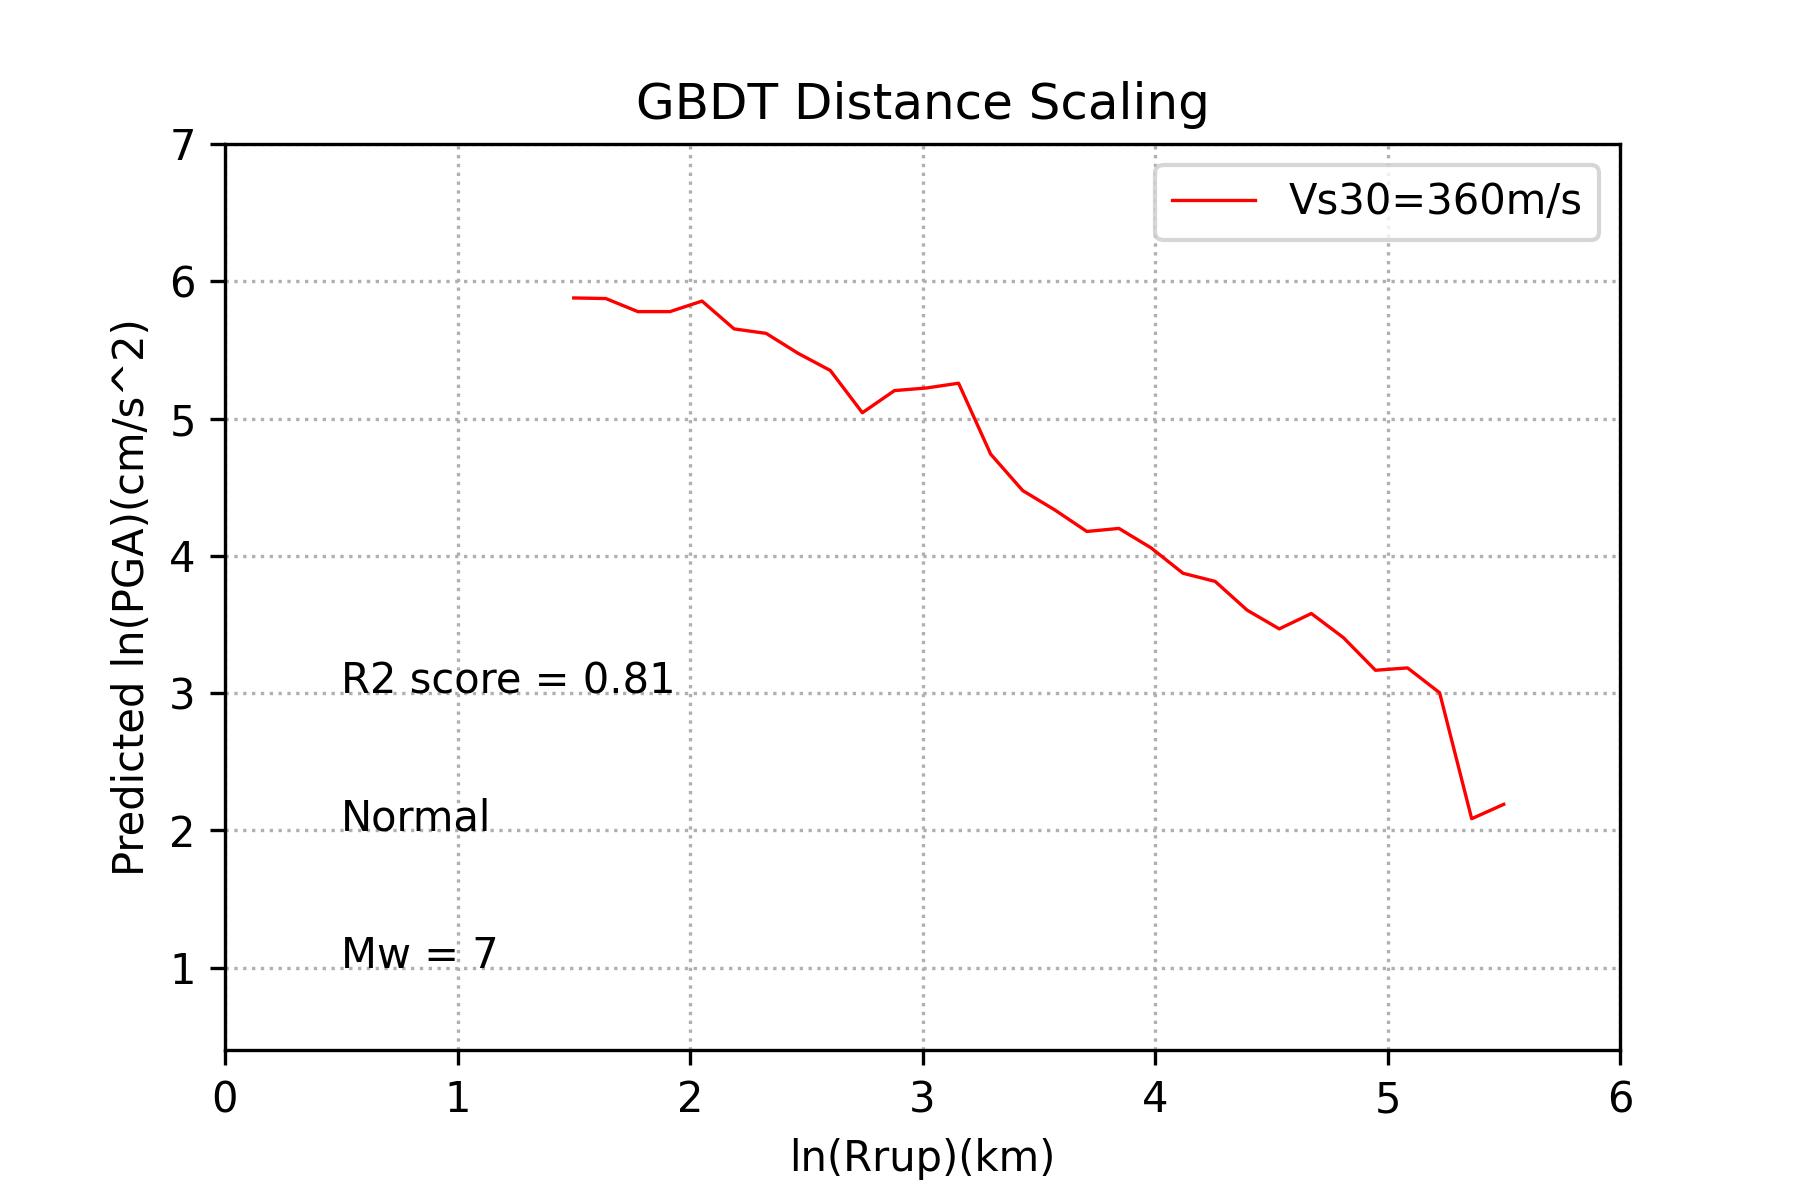 GBDT Distance Scaling
7
6
5
4
3
2
1
Predicted ln(PGA)(cm/s^2)
Vs30=360m/s
R2 score = 0.81
Normal
Mw = 7
0 1 2 3 4 5 6
ln(Rrup)(km)